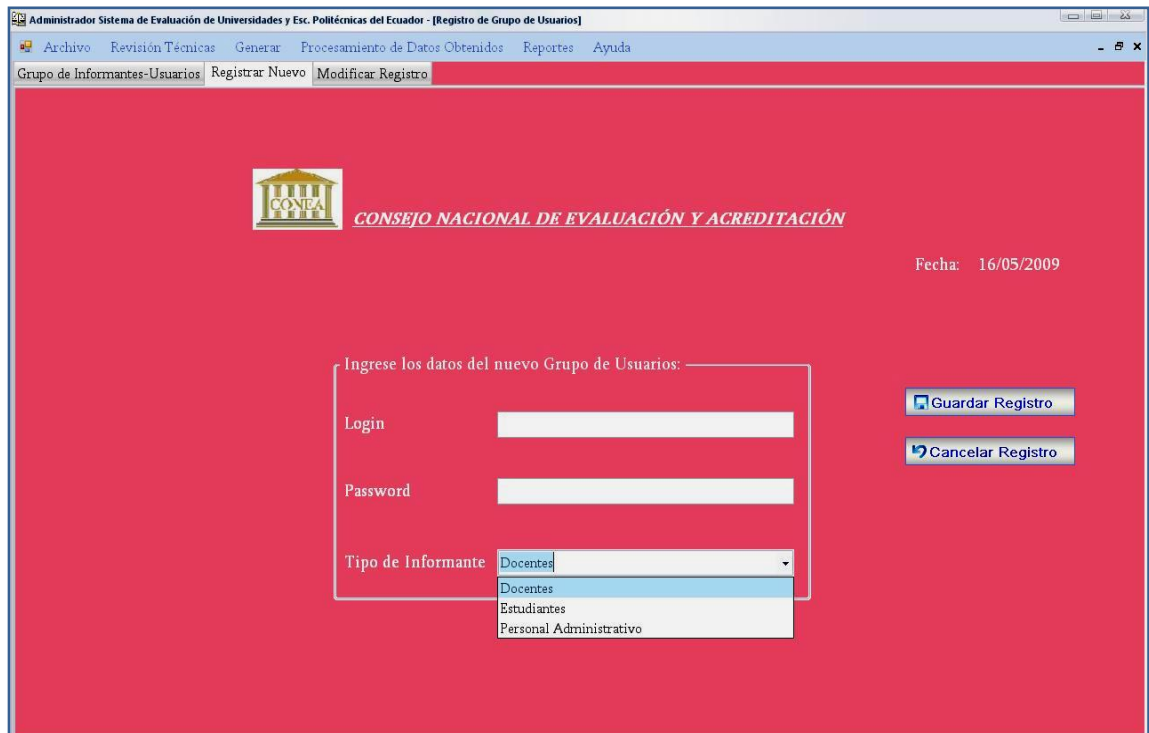 Administrador Sistema de Evaluación de Universidades y Esc. Politécnicas del Ecuador - [Registro de Grupo de Usuarios]
Archivo Revisión Técnicas Generar Procesamiento de Datos Obtenidos Reportes Ayuda
Grupo de Informantes-Usuarios Registrar Nuevo Modificar Registro
CONEA
CONSEJO NACIONAL DE EVALUACIÓN Y ACREDITACIÓN
Fecha: 16/05/2009
Ingrese los datos del nuevo Grupo de Usuarios:
Guardar Registro
Login
Cancelar Registro
Password
Tipo de Informante Docentes
Docentes
Estudiantes
Personal Administrativo